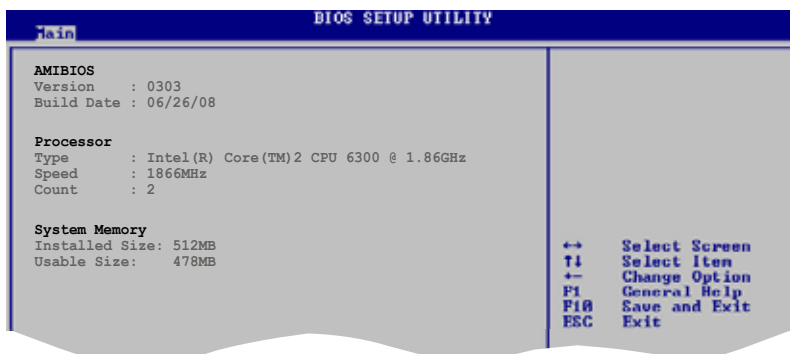 BIOS SETUP UTILITY
Main
AMIBIOS
Version : 0303
Build Date : 06/26/08
Processor
Type : Intel(R) Core(TM)2 CPU 6300 @ 1.86GHz
Speed : 1866MHz
Count : 2
System Memory
Installed Size: 512MB
Usable Size: 478MB
↔ Select Screen
↑↓ Select Item
+- Change Option
F1 General Help
F10 Save and Exit
ESC Exit